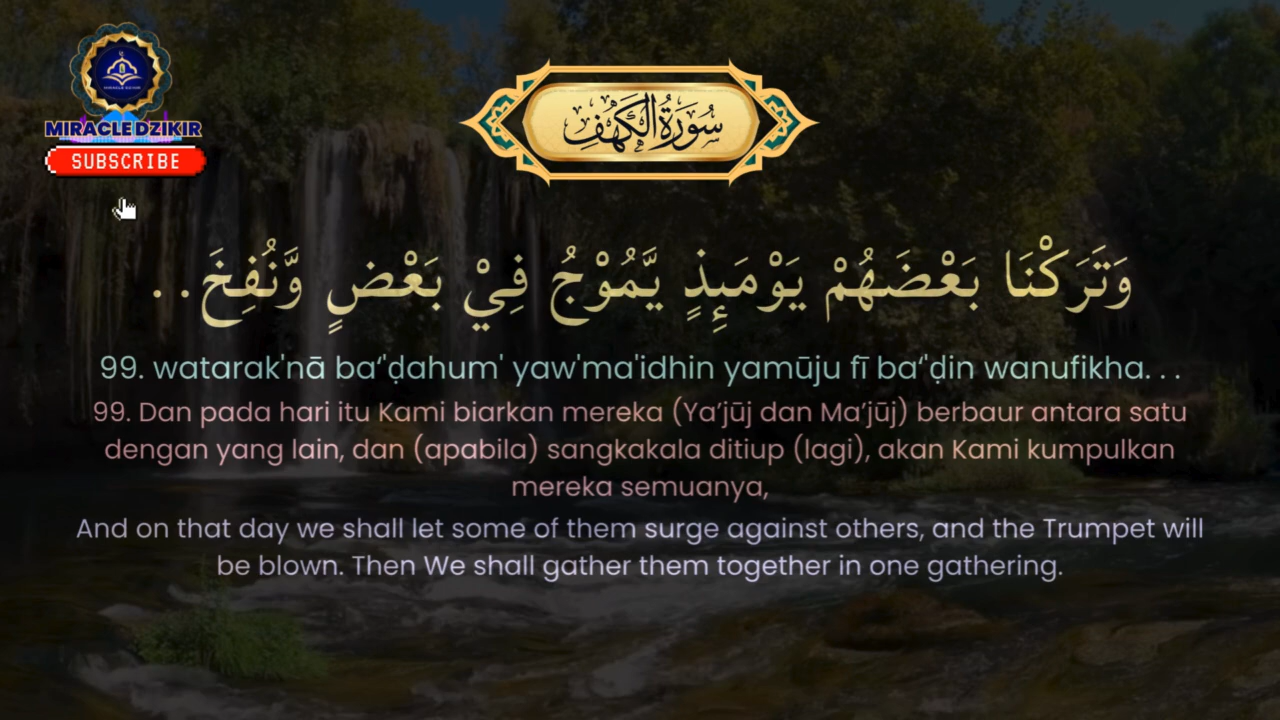 MIRACLE DZIKIR
SUBSCRIBE
سُورَةُ الْكَهْفِ
وَتَرَكْنَا بَعْضَهُمْ يَوْمَىِٕذٍ يَّمُوْجُ فِيْ بَعْضٍ وَّنُفِخَ . .
99. watarak'nā ba‘'ḍahum' yaw'ma'idhin yamūju fī ba‘'ḍin wanufikha. . .
99. Dan pada hari itu Kami biarkan mereka (Ya’jūj dan Ma’jūj) berbaur antara satu
dengan yang lain, dan (apabila) sangkakala ditiup (lagi), akan Kami kumpulkan
mereka semuanya,
And on that day we shall let some of them surge against others, and the Trumpet will
be blown. Then We shall gather them together in one gathering.